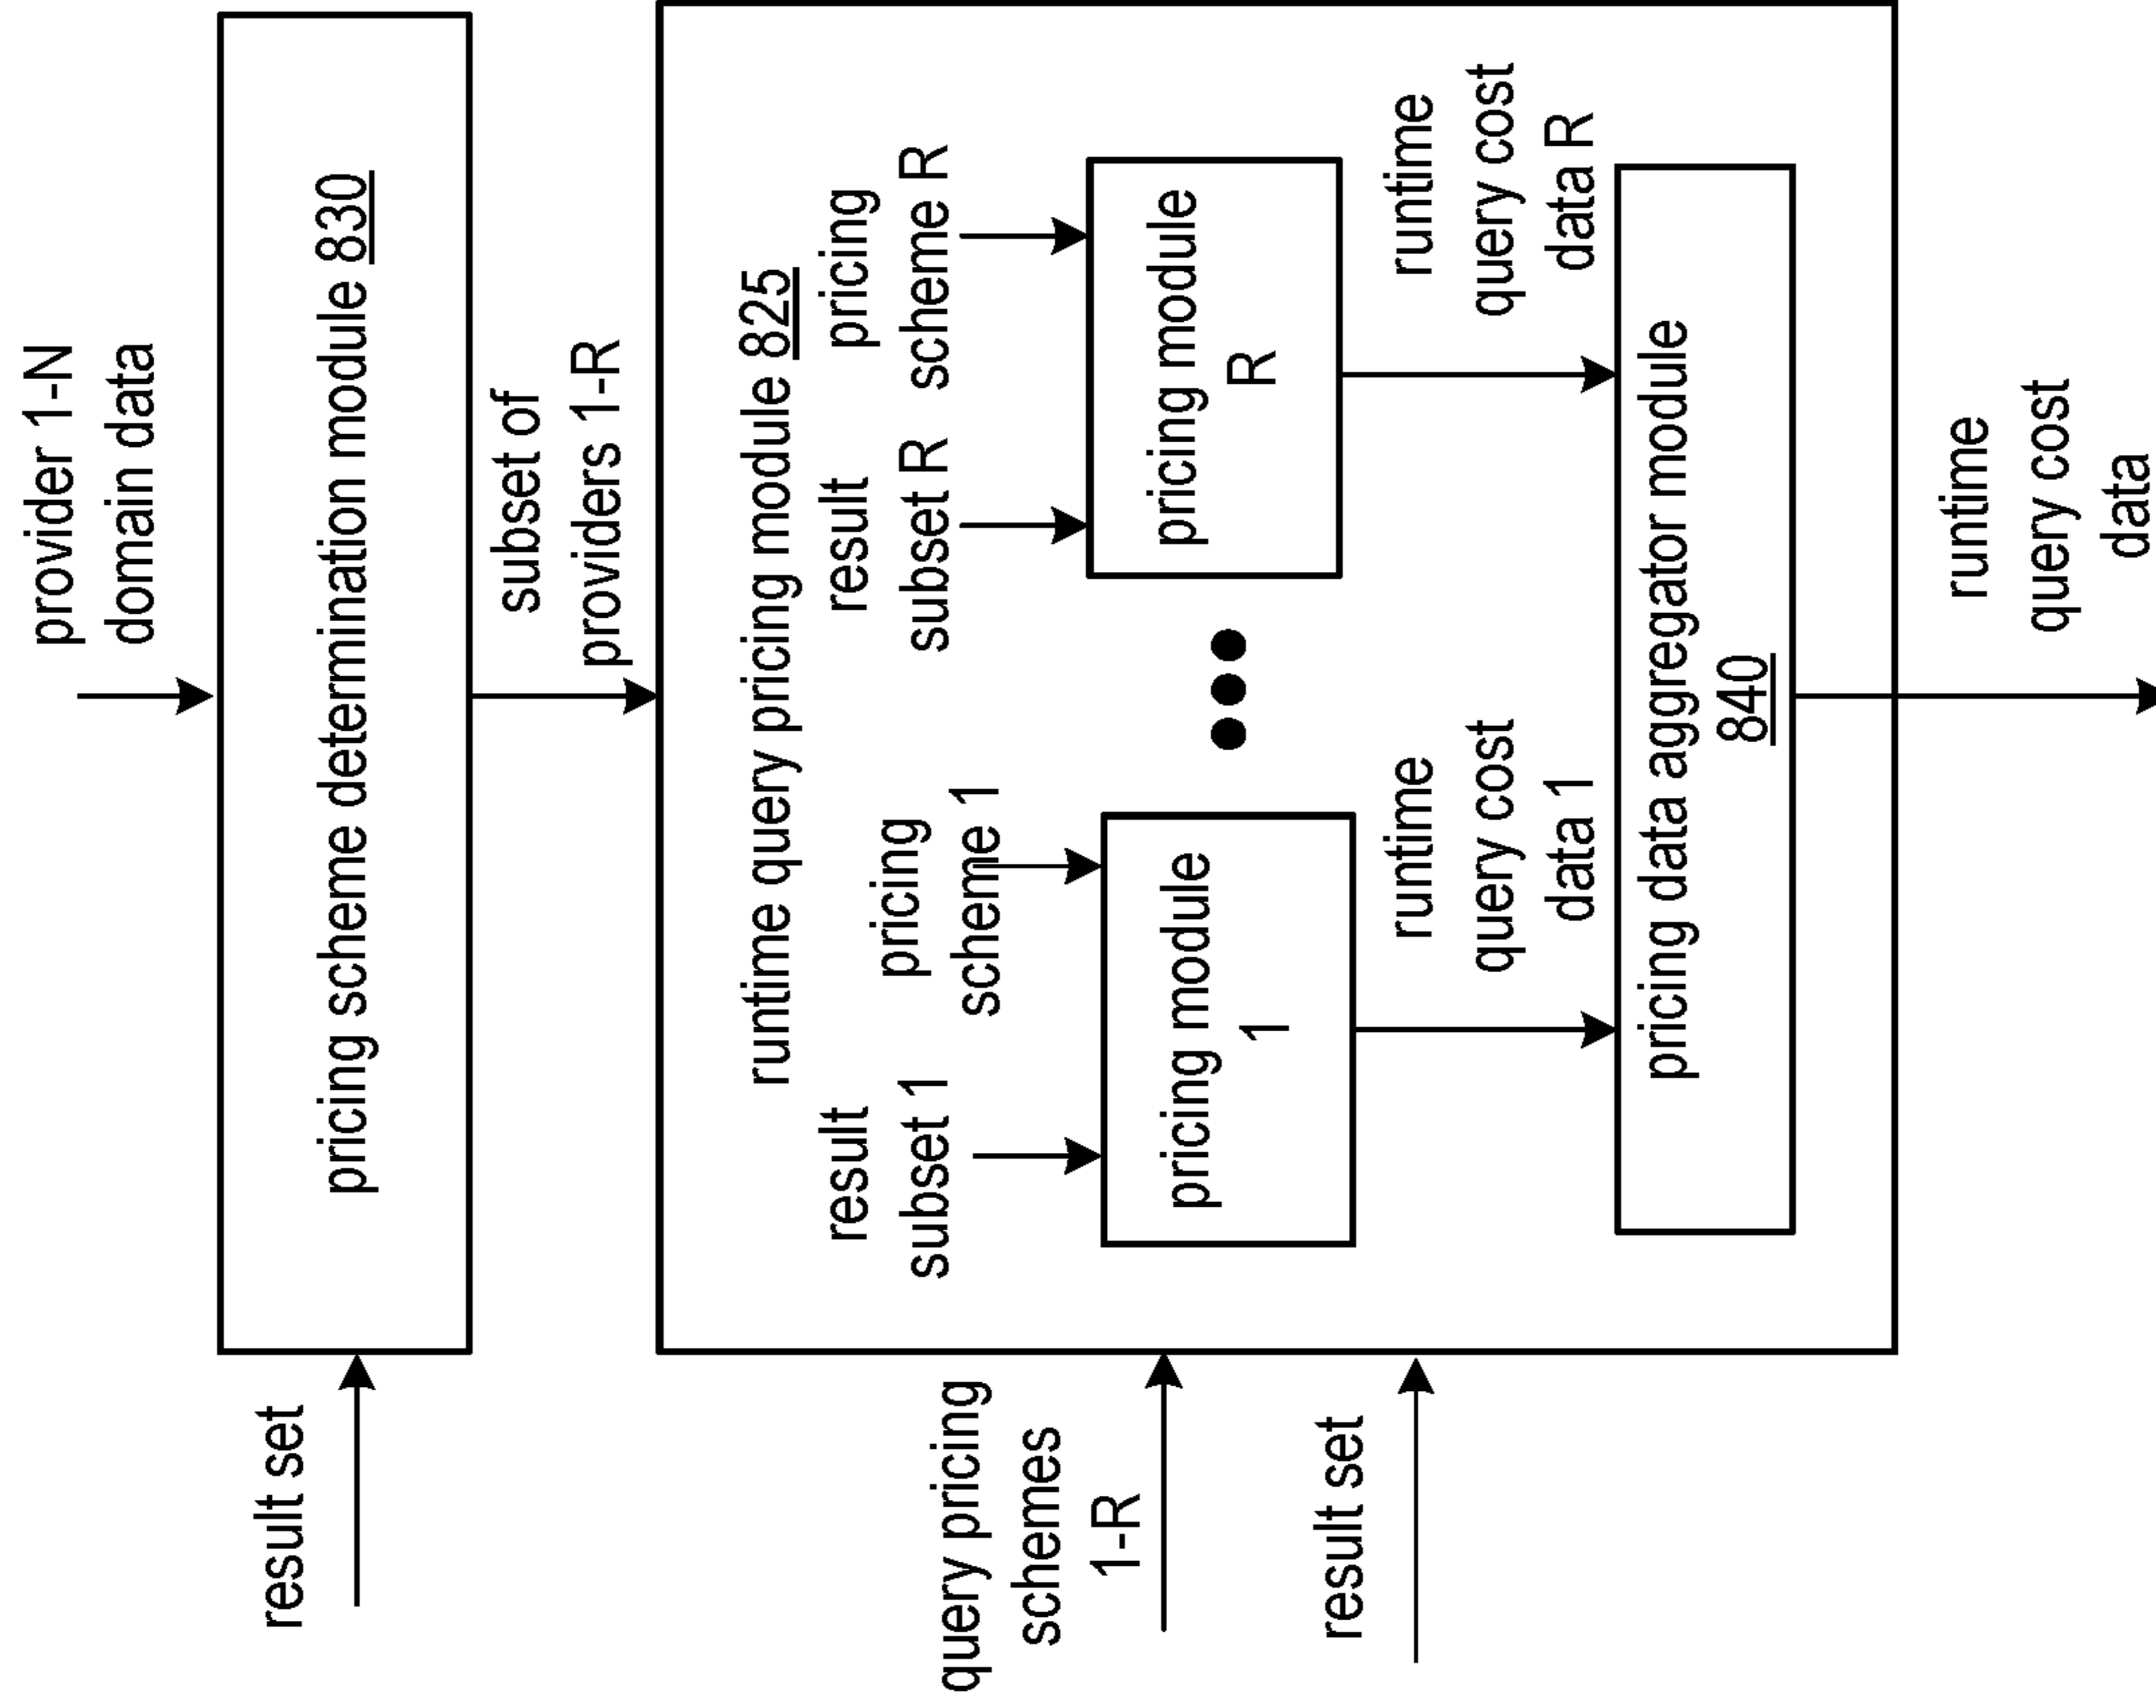 provider 1-N
domain data
result set
pricing scheme determination module 830
subset of
providers 1-R
runtime query pricing module 825
result
subset 1
pricing
scheme 1
result
subset R
pricing
scheme R
query pricing
schemes
1-R
pricing module
1
pricing module
R
result set
runtime
query cost
data 1
runtime
query cost
data R
pricing data aggregator module
840
runtime
query cost
data